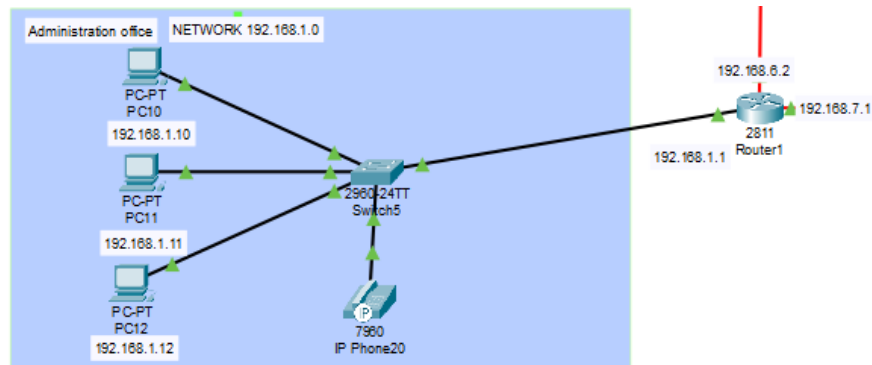 Administration office
NETWORK 192.168.1.0
PC-PT
PC10
192.168.1.10
PC-PT
PC11
192.168.1.11
PC-PT
PC12
192.168.1.12
2960-24TT
Switch5
IP
7960
IP Phone20
192.168.6.2
192.168.7.1
2811
Router1
192.168.1.1